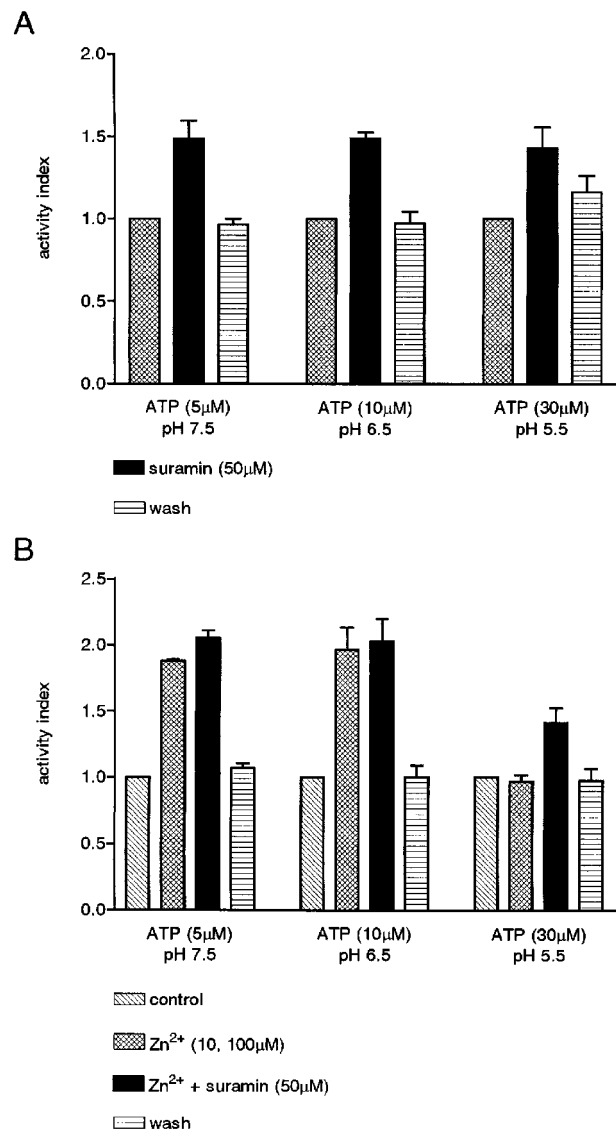 A
2.0
1.5
1.0
0.5
0.0
activity index
ATP (5µM) ATP (10µM) ATP (30µM)
pH 7.5 pH 6.5 pH 5.5
suramin (50µM)
wash
B
2.5
2.0
1.5
1.0
0.5
0.0
activity index
ATP (5µM) ATP (10µM) ATP (30µM)
pH 7.5 pH 6.5 pH 5.5
control
Zn²⁺ (10, 100µM)
Zn²⁺ + suramin (50µM)
wash